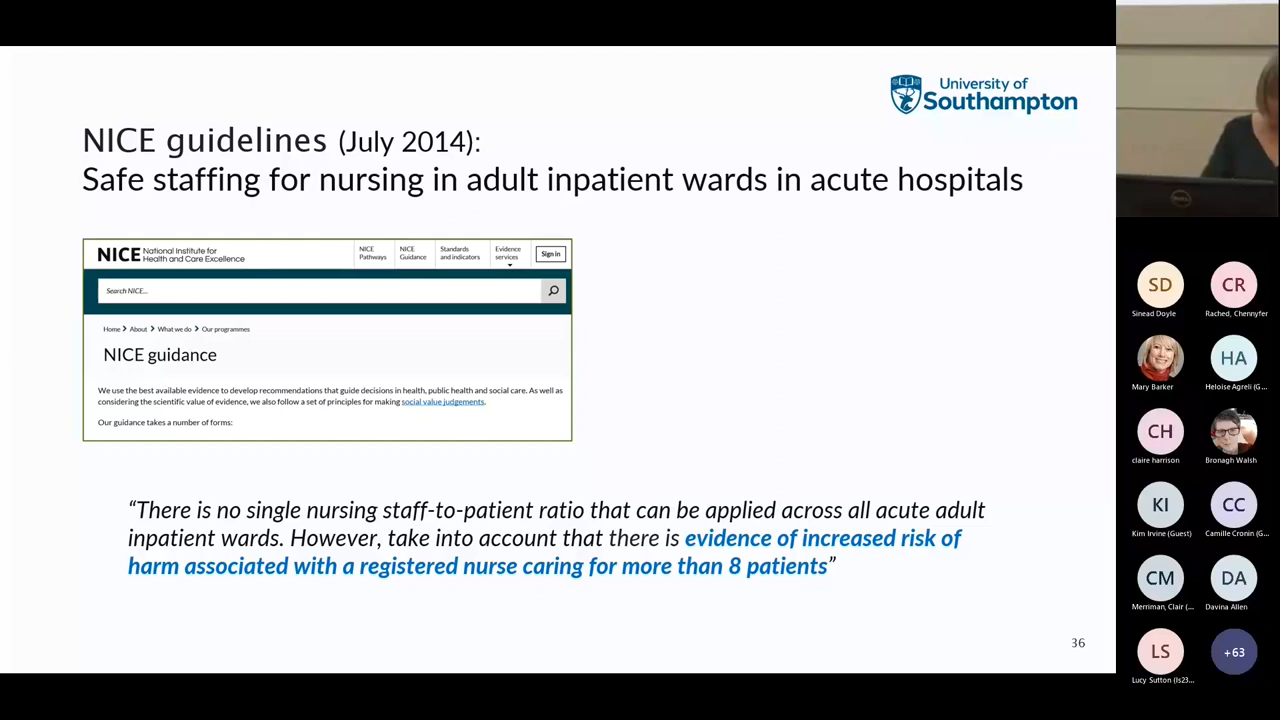 University of
Southampton
NICE guidelines (July 2014):
Safe staffing for nursing in adult inpatient wards in acute hospitals
NICE National Institute for
Health and Care Excellence
NICE
Pathways
NICE
Guidance
Standards
and indicators
Evidence
services
Sign in
Search NICE...
Home > About > What we do > Our programmes
NICE guidance
We use the best available evidence to develop recommendations that guide decisions in health, public health and social care. As well as
considering the scientific value of evidence, we also follow a set of principles for making social value judgements.
Our guidance takes a number of forms:
“There is no single nursing staff-to-patient ratio that can be applied across all acute adult
inpatient wards. However, take into account that there is evidence of increased risk of
harm associated with a registered nurse caring for more than 8 patients”
36
SD
Sinead Doyle
CR
Rached, Chennyfer
Mary Barker
HA
Heloise Agreli (G...
CH
claire harrison
Bronagh Walsh
KI
Kim Irvine (Guest)
CC
Camille Cronin (G...
CM
Merriman, Clair (...
DA
Davina Allen
LS
Lucy Sutton (ls23...
+63